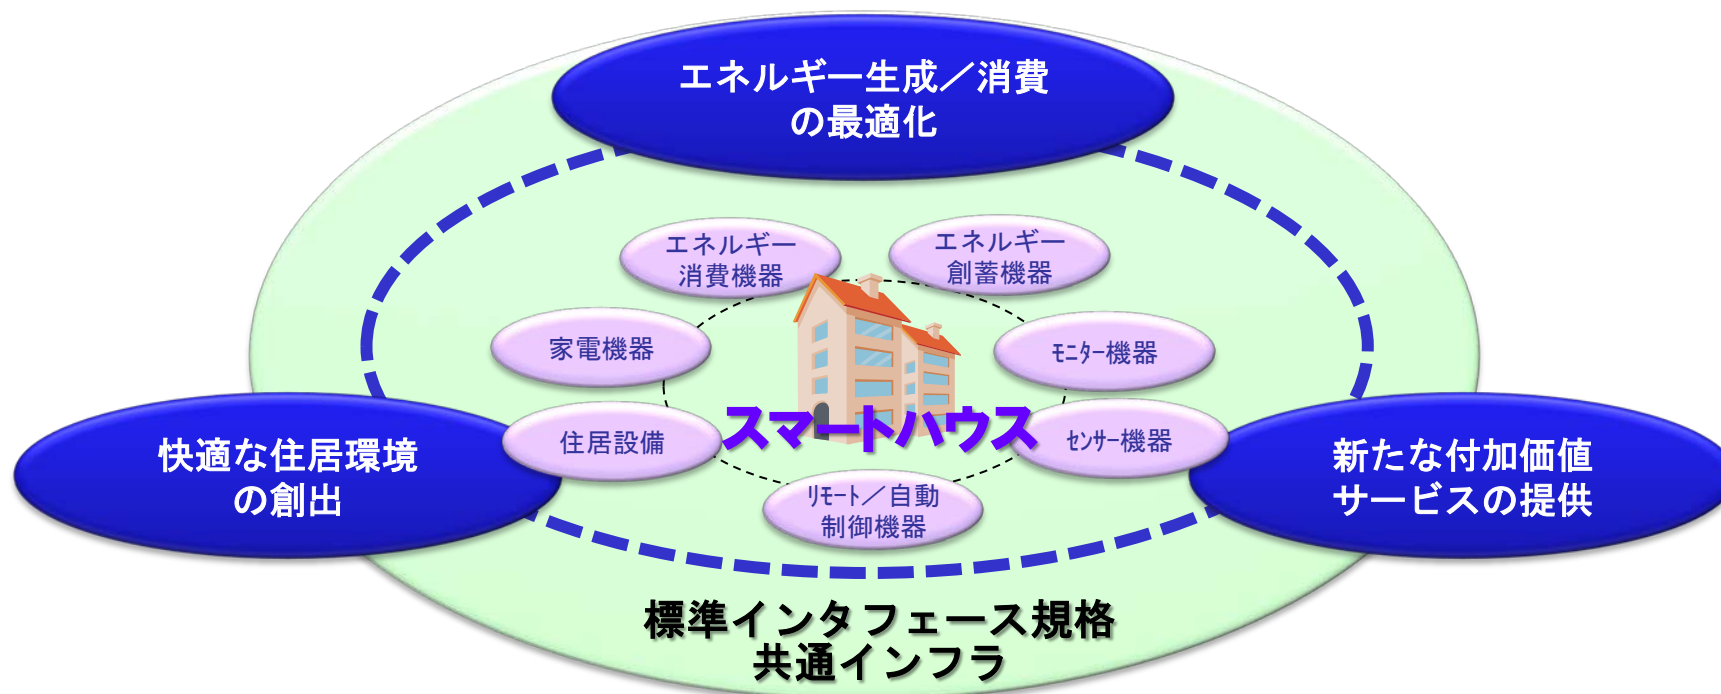 エネルギー生成／消費
の最適化
エネルギー
消費機器
エネルギー
創蓄機器
家電機器
ﾓﾆﾀｰ機器
住居設備
スマートハウス
ｾﾝｻｰ機器
快適な住居環境
の創出
新たな付加価値
サービスの提供
ﾘﾓｰﾄ／自動
制御機器
標準インタフェース規格
共通インフラ